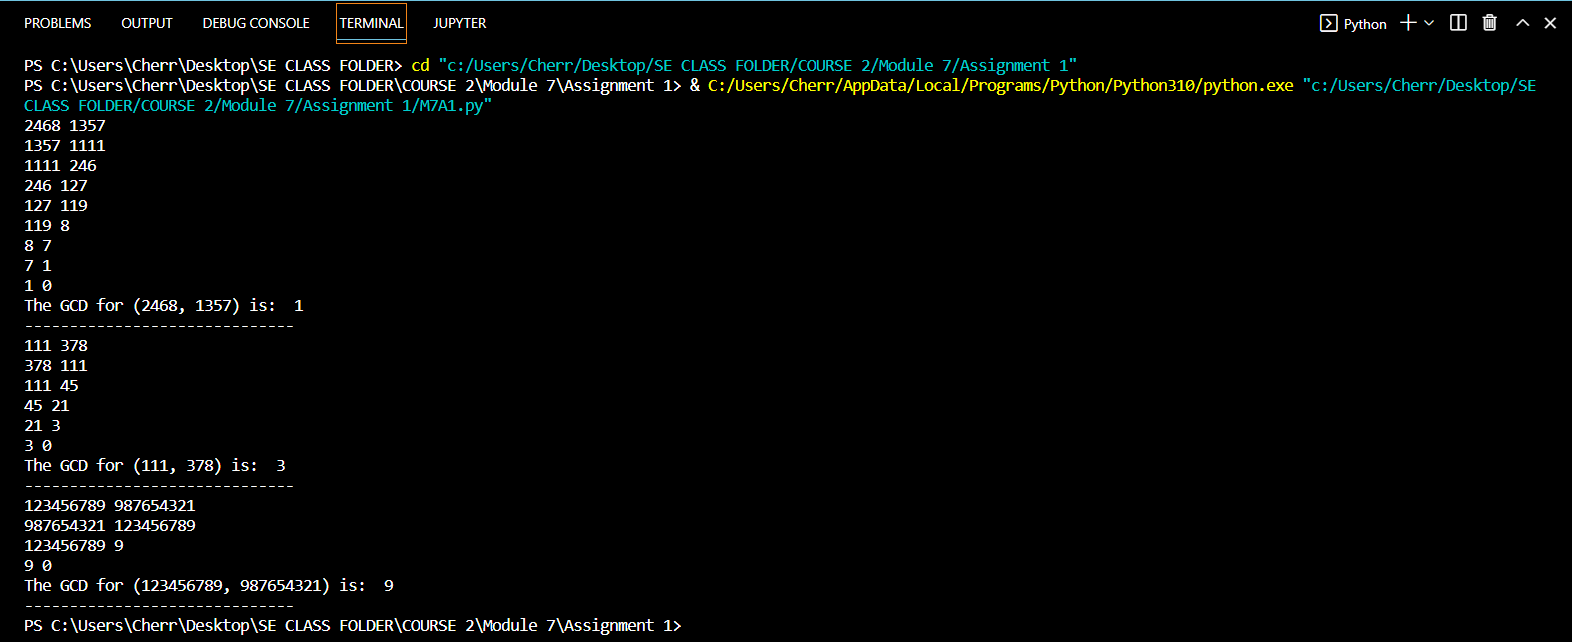 PROBLEMS OUTPUT DEBUG CONSOLE TERMINAL JUPYTER Python
PS C:\Users\Cherr\Desktop\SE CLASS FOLDER> cd "c:/Users/Cherr/Desktop/SE CLASS FOLDER/COURSE 2/Module 7/Assignment 1"
PS C:\Users\Cherr\Desktop\SE CLASS FOLDER\COURSE 2\Module 7\Assignment 1> & C:/Users/Cherr/AppData/Local/Programs/Python/Python310/python.exe "c:/Users/Cherr/Desktop/SE
CLASS FOLDER/COURSE 2/Module 7/Assignment 1/M7A1.py"
2468 1357
1357 1111
1111 246
246 127
127 119
119 8
8 7
7 1
1 0
The GCD for (2468, 1357) is:  1
------------------------------
111 378
378 111
111 45
45 21
21 3
3 0
The GCD for (111, 378) is:  3
------------------------------
123456789 987654321
987654321 123456789
123456789 9
9 0
The GCD for (123456789, 987654321) is:  9
------------------------------
PS C:\Users\Cherr\Desktop\SE CLASS FOLDER\COURSE 2\Module 7\Assignment 1>